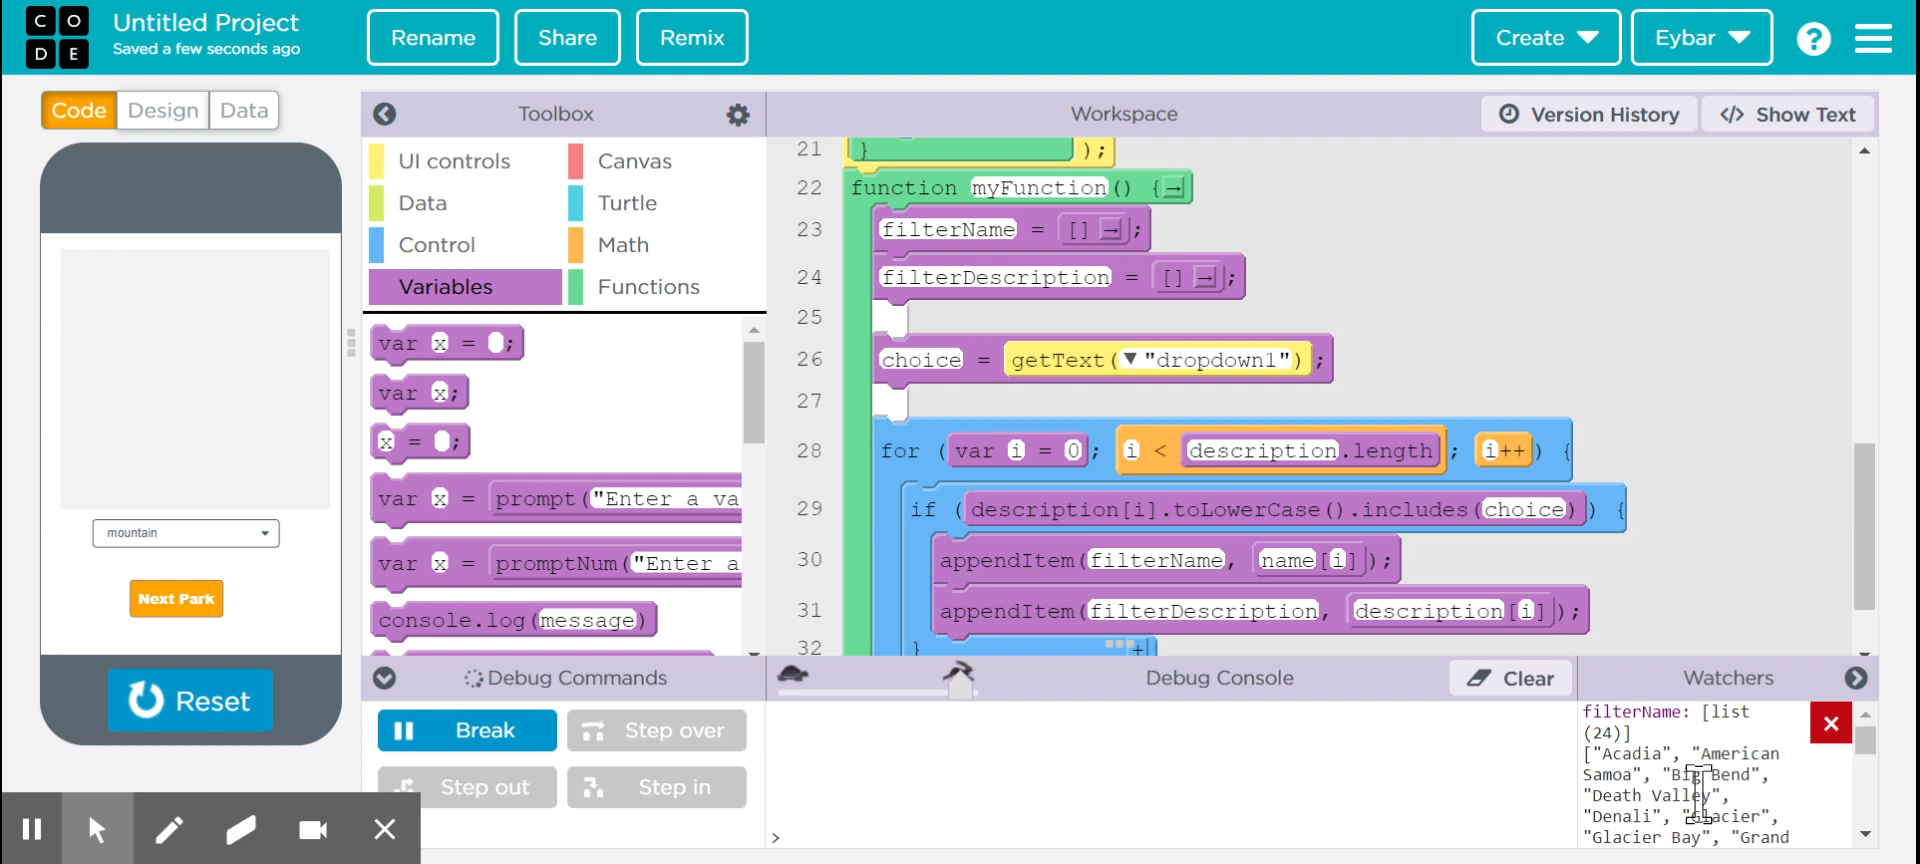 CODE
Untitled Project
Saved a few seconds ago
Rename
Share
Remix
Create
Eybar
?
Code
Design
Data
Toolbox
Workspace
Version History
</> Show Text
UI controls
Canvas
Data
Turtle
Control
Math
Variables
Functions
var x = ;
var x;
x = ;
var x = prompt("Enter a va
var x = promptNum("Enter a
console.log(message)
21 } );
22 function myFunction() {
23 filterName = [] ;
24 filterDescription = [] ;
25
26 choice = getText( "dropdown1");
27
28 for (var i = 0; i < description.length; i++) {
29 if (description[i].toLowerCase().includes(choice)) {
30 appendItem(filterName, name[i]);
31 appendItem(filterDescription, description[i]);
32 }
mountain
Next Park
Reset
Debug Commands
Break
Step over
Step out
Step in
Debug Console
Clear
>
Watchers
filterName: [list
(24)]
["Acadia", "American
Samoa", "Big Bend",
"Death Valley",
"Denali", "Glacier",
"Glacier Bay", "Grand